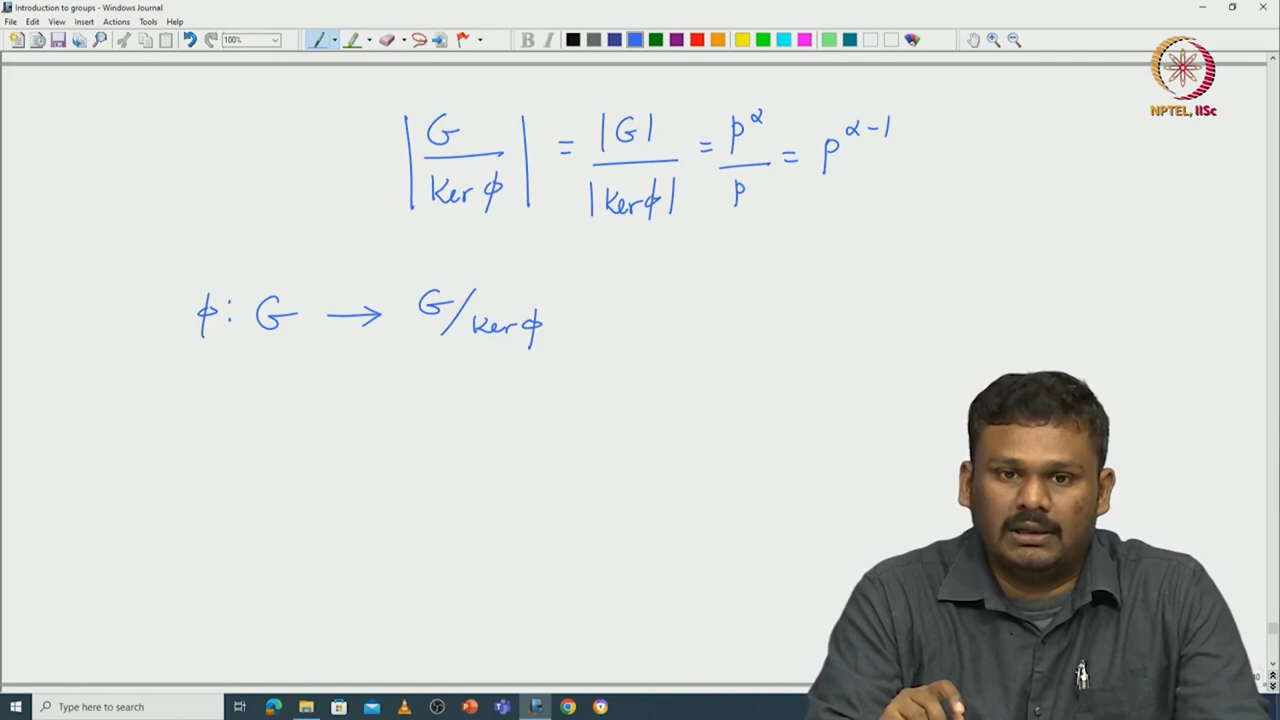 Introduction to groups - Windows Journal
File Edit View Insert Actions Tools Help
100%
B I
NPTEL, IISc
| G / ker φ | = |G| / |ker φ| = p^α / p = p^{α-1}
φ: G → G/ker φ
Type here to search